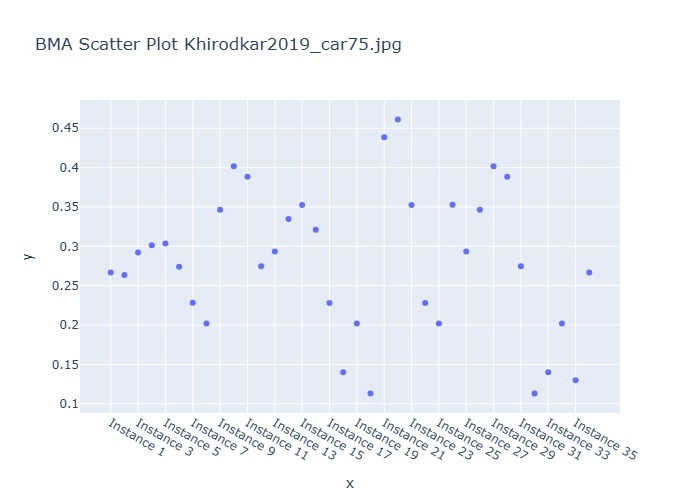 BMA Scatter Plot Khirodkar2019_car75.jpg
0.45
0.4
0.35
0.3
0.25
0.2
0.15
0.1
y
Instance 1
Instance 3
Instance 5
Instance 7
Instance 9
Instance 11
Instance 13
Instance 15
Instance 17
Instance 19
Instance 21
Instance 23
Instance 25
Instance 27
Instance 29
Instance 31
Instance 33
Instance 35
x